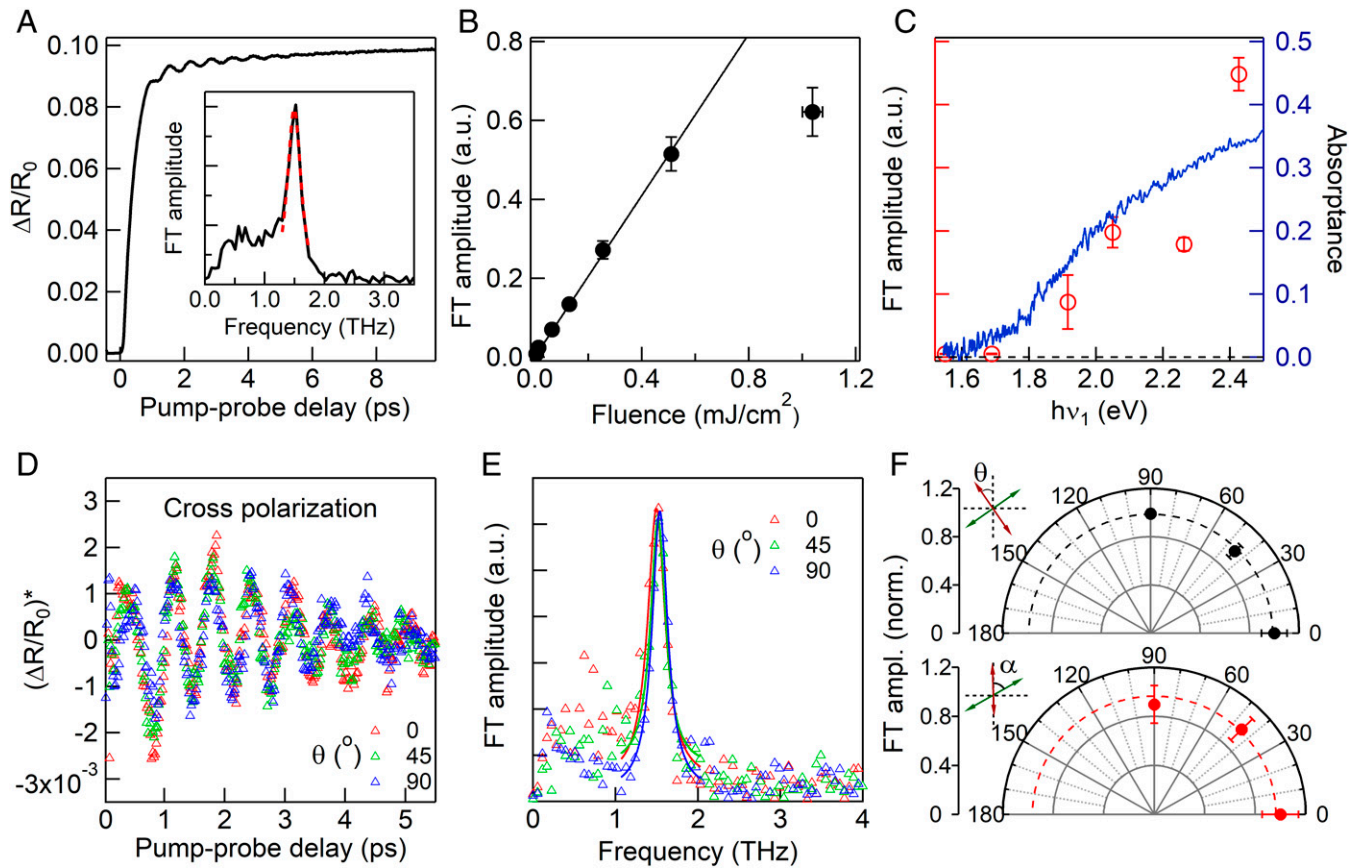 A
0.10
0.08
0.06
0.04
0.02
0.00
ΔR/R₀
0 2 4 6 8
Pump-probe delay (ps)
FT amplitude
0.0 1.0 2.0 3.0
Frequency (THz)
B
0.8
0.6
0.4
0.2
0.0
FT amplitude (a.u.)
0.0 0.4 0.8 1.2
Fluence (mJ/cm²)
C
FT amplitude (a.u.)
0.5
0.4
0.3
0.2
0.1
0.0
Absorptance
1.6 1.8 2.0 2.2 2.4
hν₁ (eV)
D
Cross polarization
3
2
1
0
-1
-2
-3x10⁻³
(ΔR/R₀)*
θ (°)
0
45
90
0 1 2 3 4 5
Pump-probe delay (ps)
E
FT amplitude (a.u.)
θ (°)
0
45
90
0 1 2 3 4
Frequency (THz)
F
FT ampl. (norm.)
1.2
0.8
0.4
0
θ
180 150 120 90 60 30 0
1.2
0.8
0.4
0
α
180 150 120 90 60 30 0